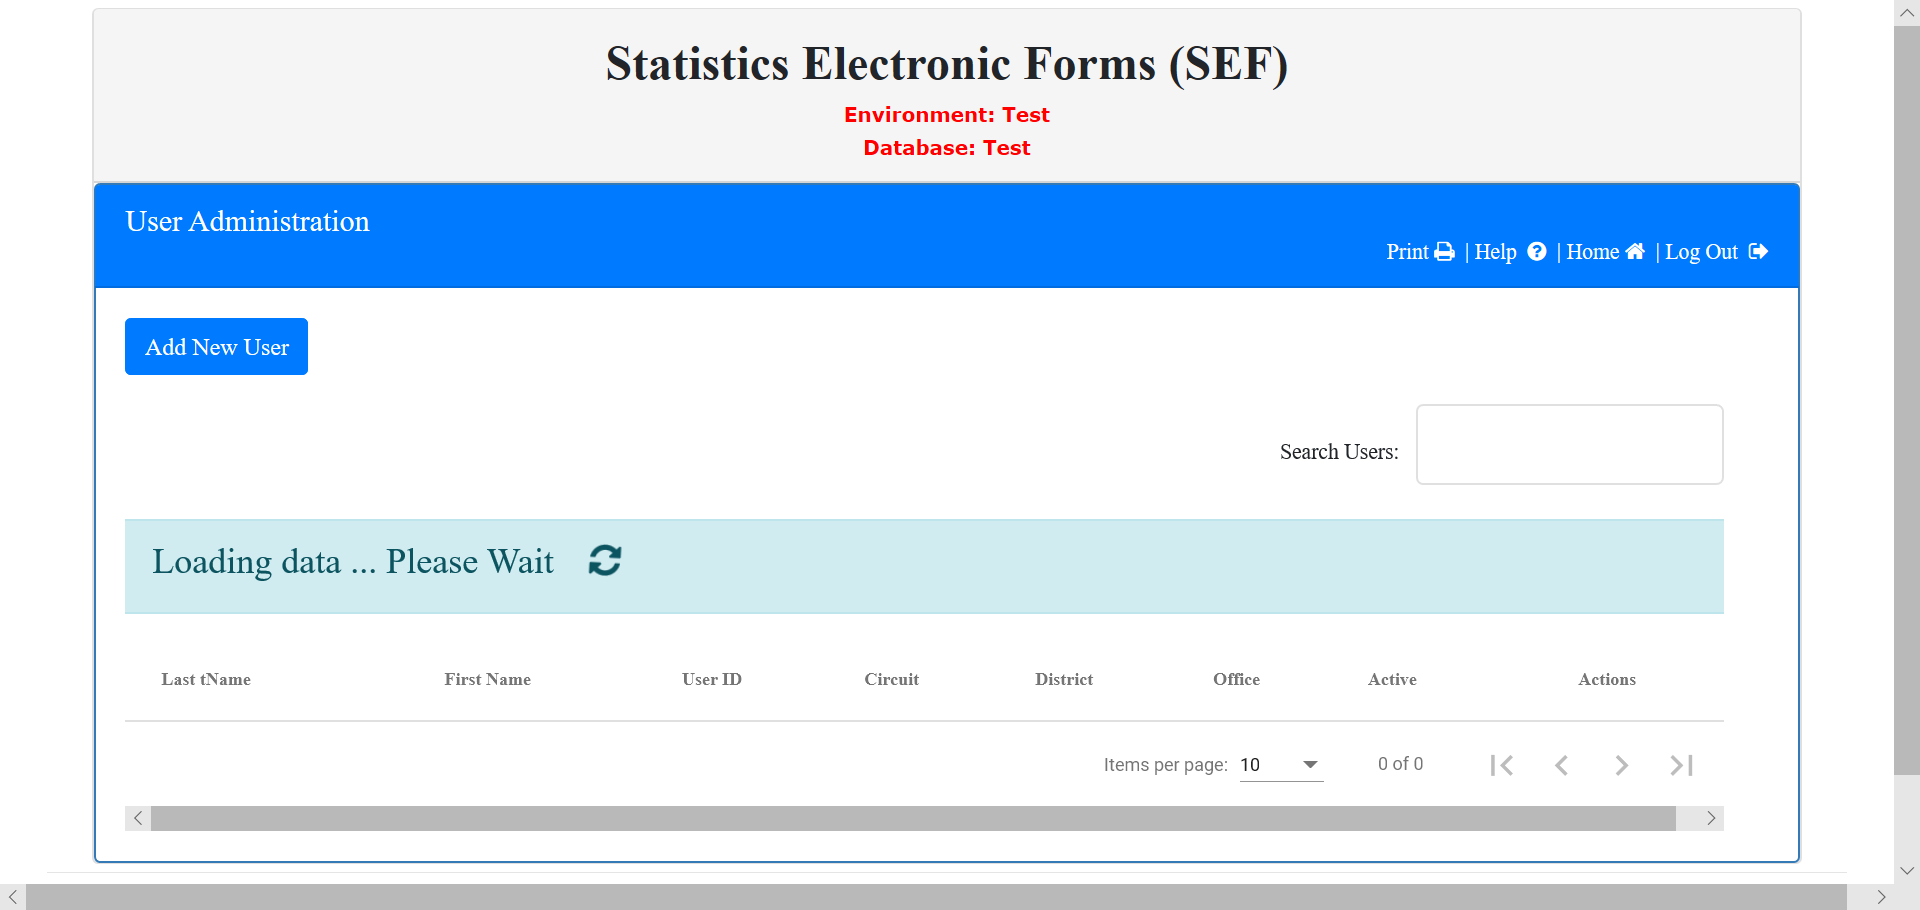 Statistics Electronic Forms (SEF)
Environment: Test
Database: Test
User Administration
Print | Help | Home | Log Out
Add New User
Search Users:
Loading data ... Please Wait
Last tName First Name User ID Circuit District Office Active Actions
Items per page: 10 0 of 0